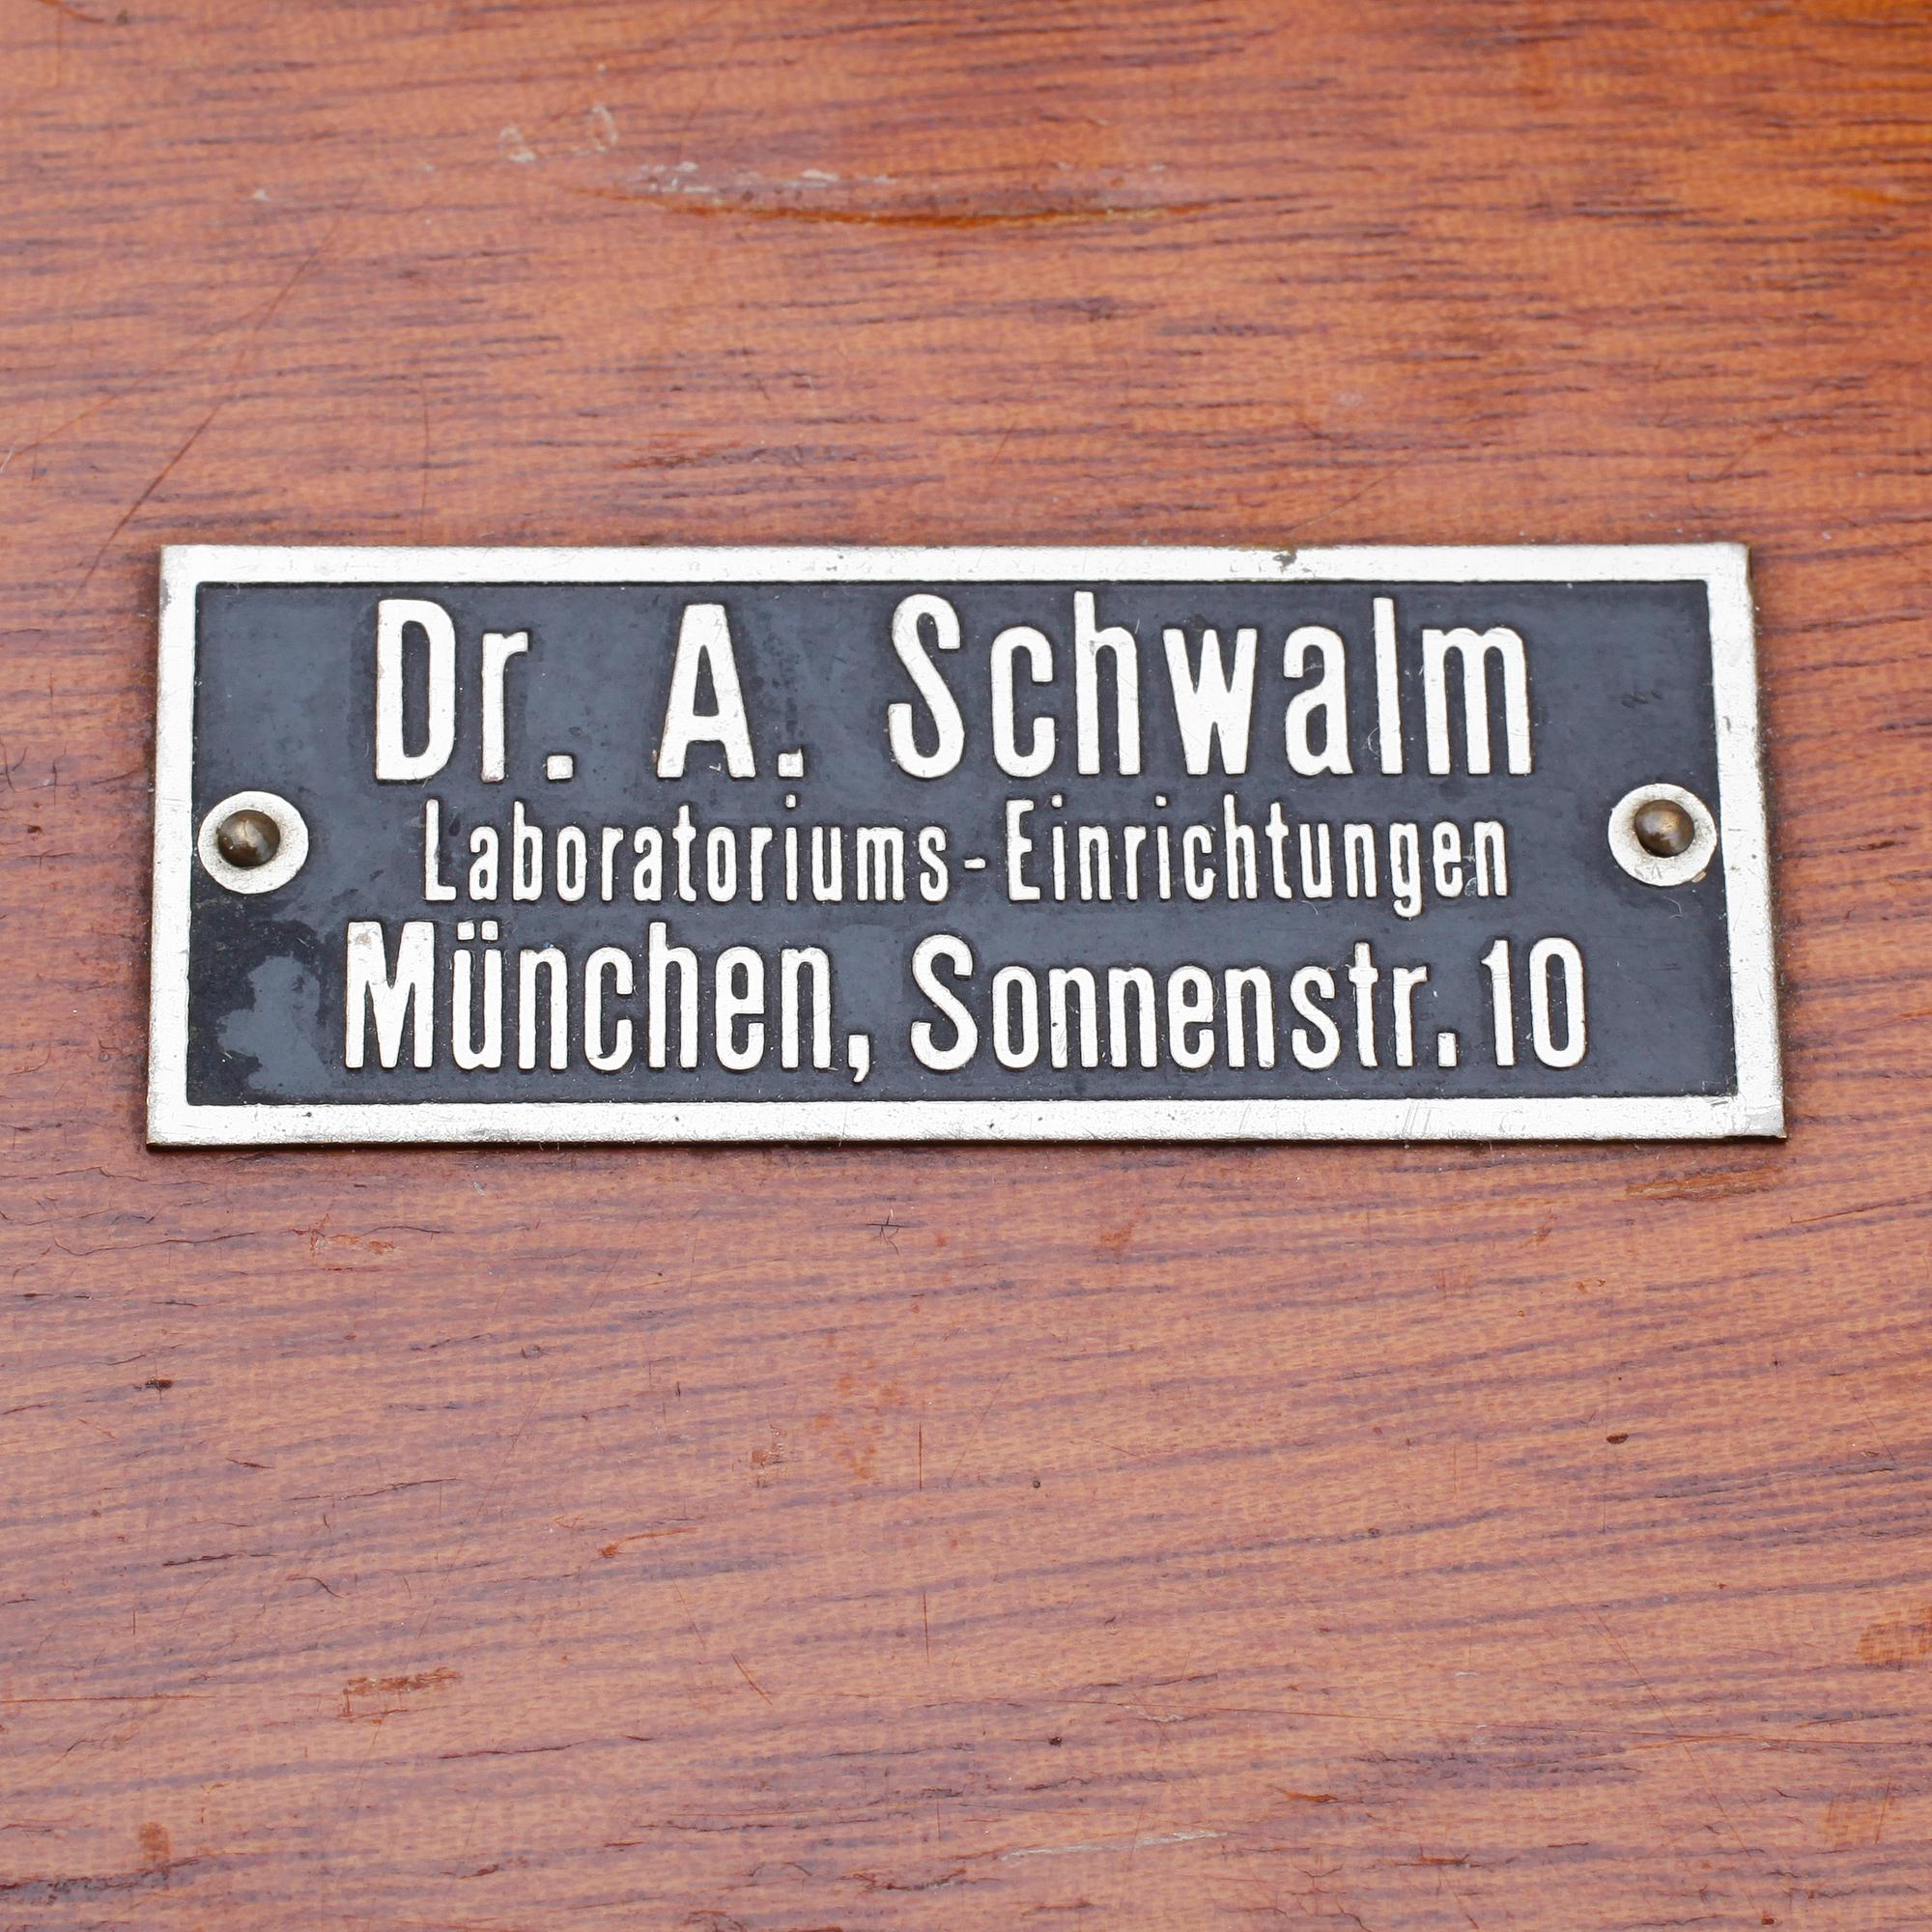 Dr. A. Schwalm
Laboratoriums-Einrichtungen
München, Sonnenstr. 10